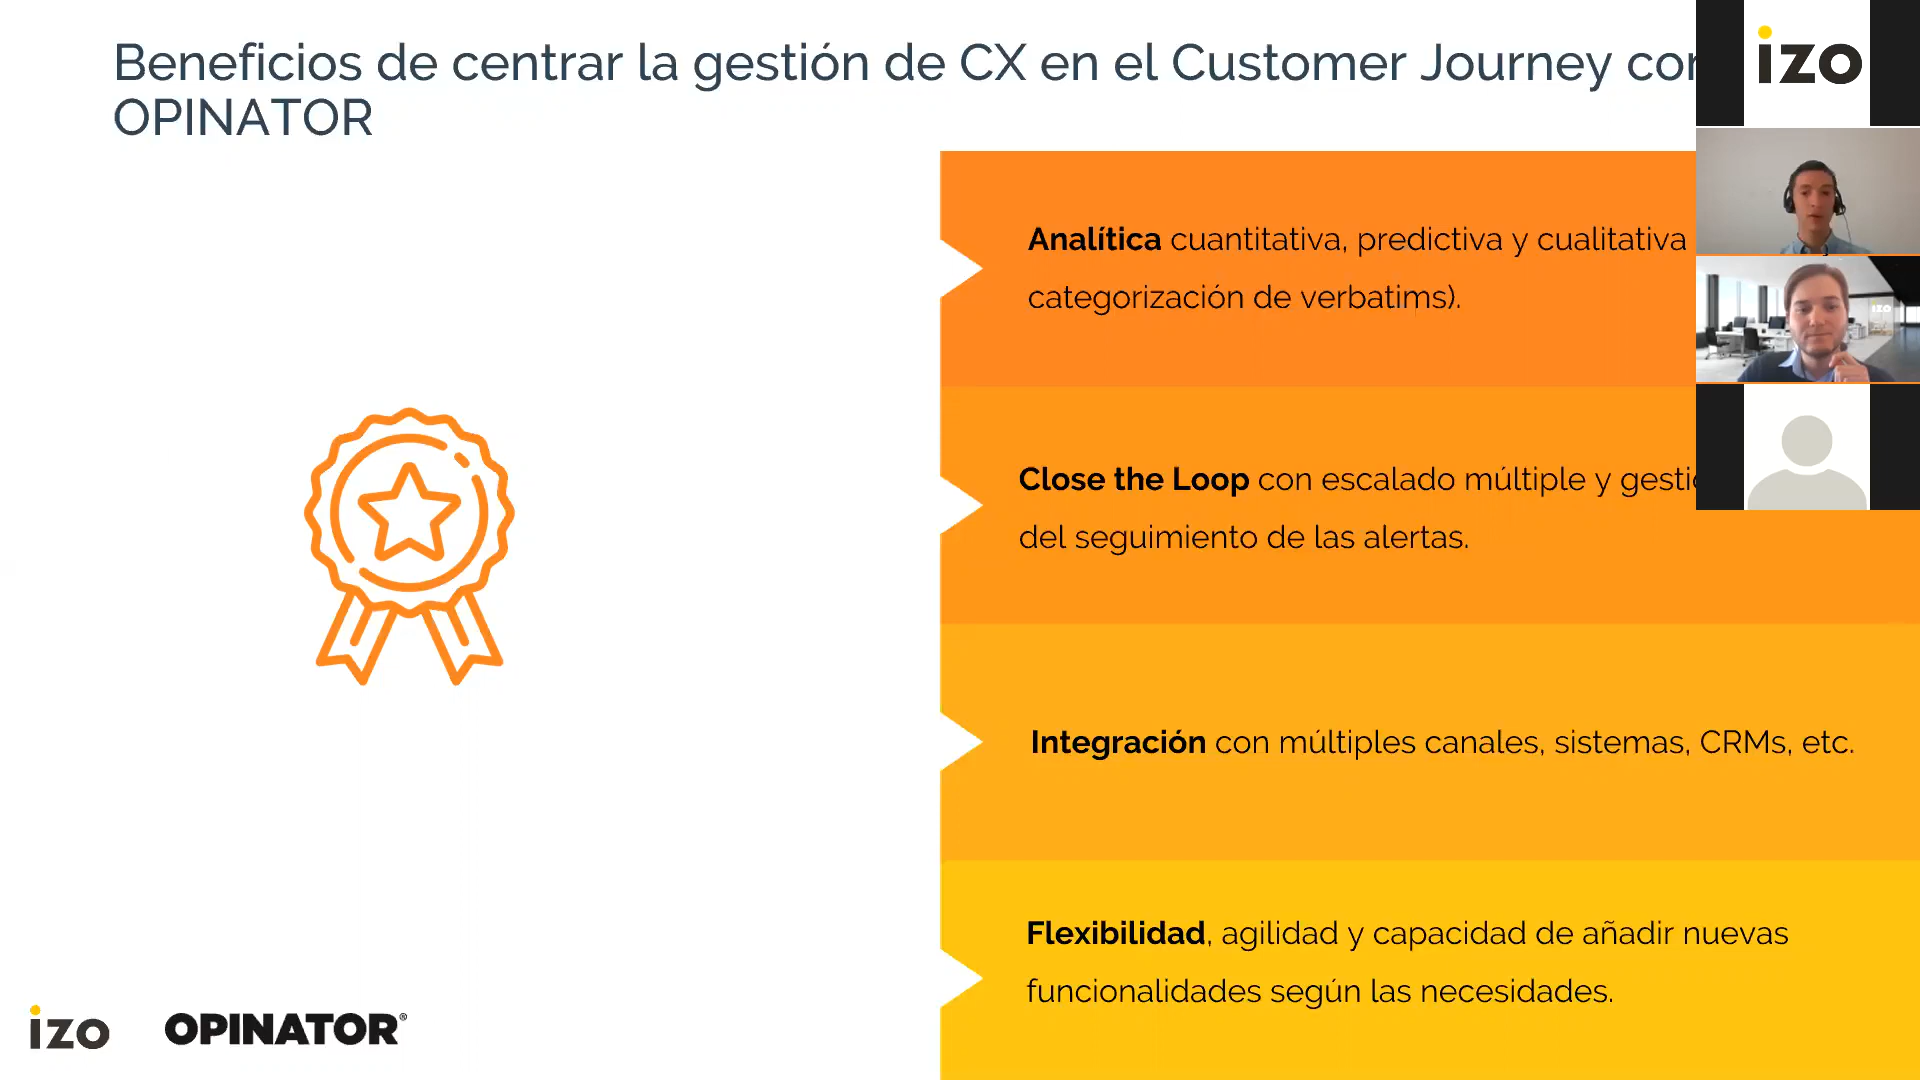 Beneficios de centrar la gestión de CX en el Customer Journey con
OPINATOR
izo
Analítica cuantitativa, predictiva y cualitativa
categorización de verbatims).
izo
Close the Loop con escalado múltiple y
del seguimiento de las alertas.
Integración con múltiples canales, sistemas, CRMs, etc.
Flexibilidad, agilidad y capacidad de añadir nuevas
funcionalidades según las necesidades.
izo OPINATOR®